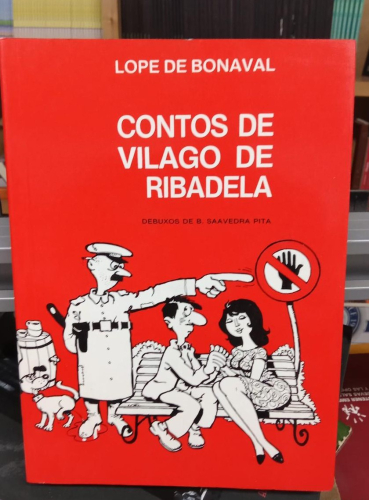 LOPE DE BONAVAL
CONTOS DE
VILAGO DE
RIBADELA
DEBUXOS DE B. SAAVEDRA PITA